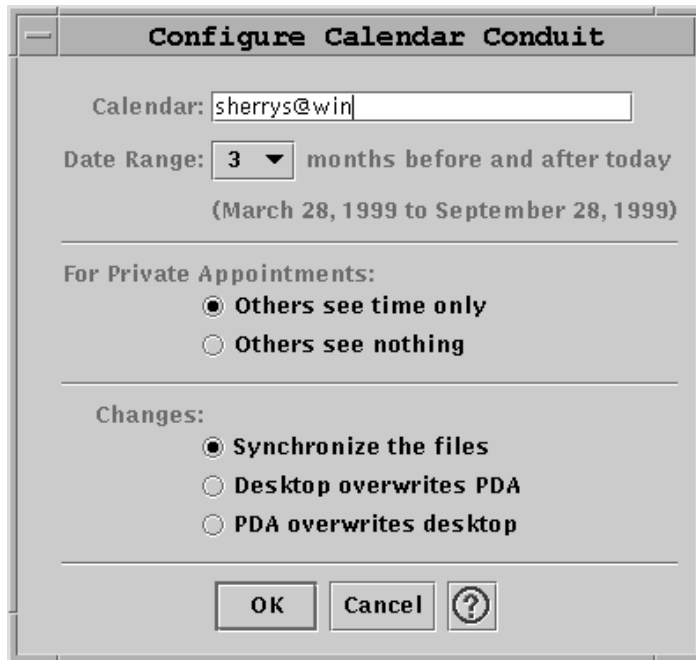 Configure Calendar Conduit
Calendar: sherrys@win
Date Range: 3 months before and after today
(March 28, 1999 to September 28, 1999)
For Private Appointments:
Others see time only
Others see nothing
Changes:
Synchronize the files
Desktop overwrites PDA
PDA overwrites desktop
OK Cancel ?